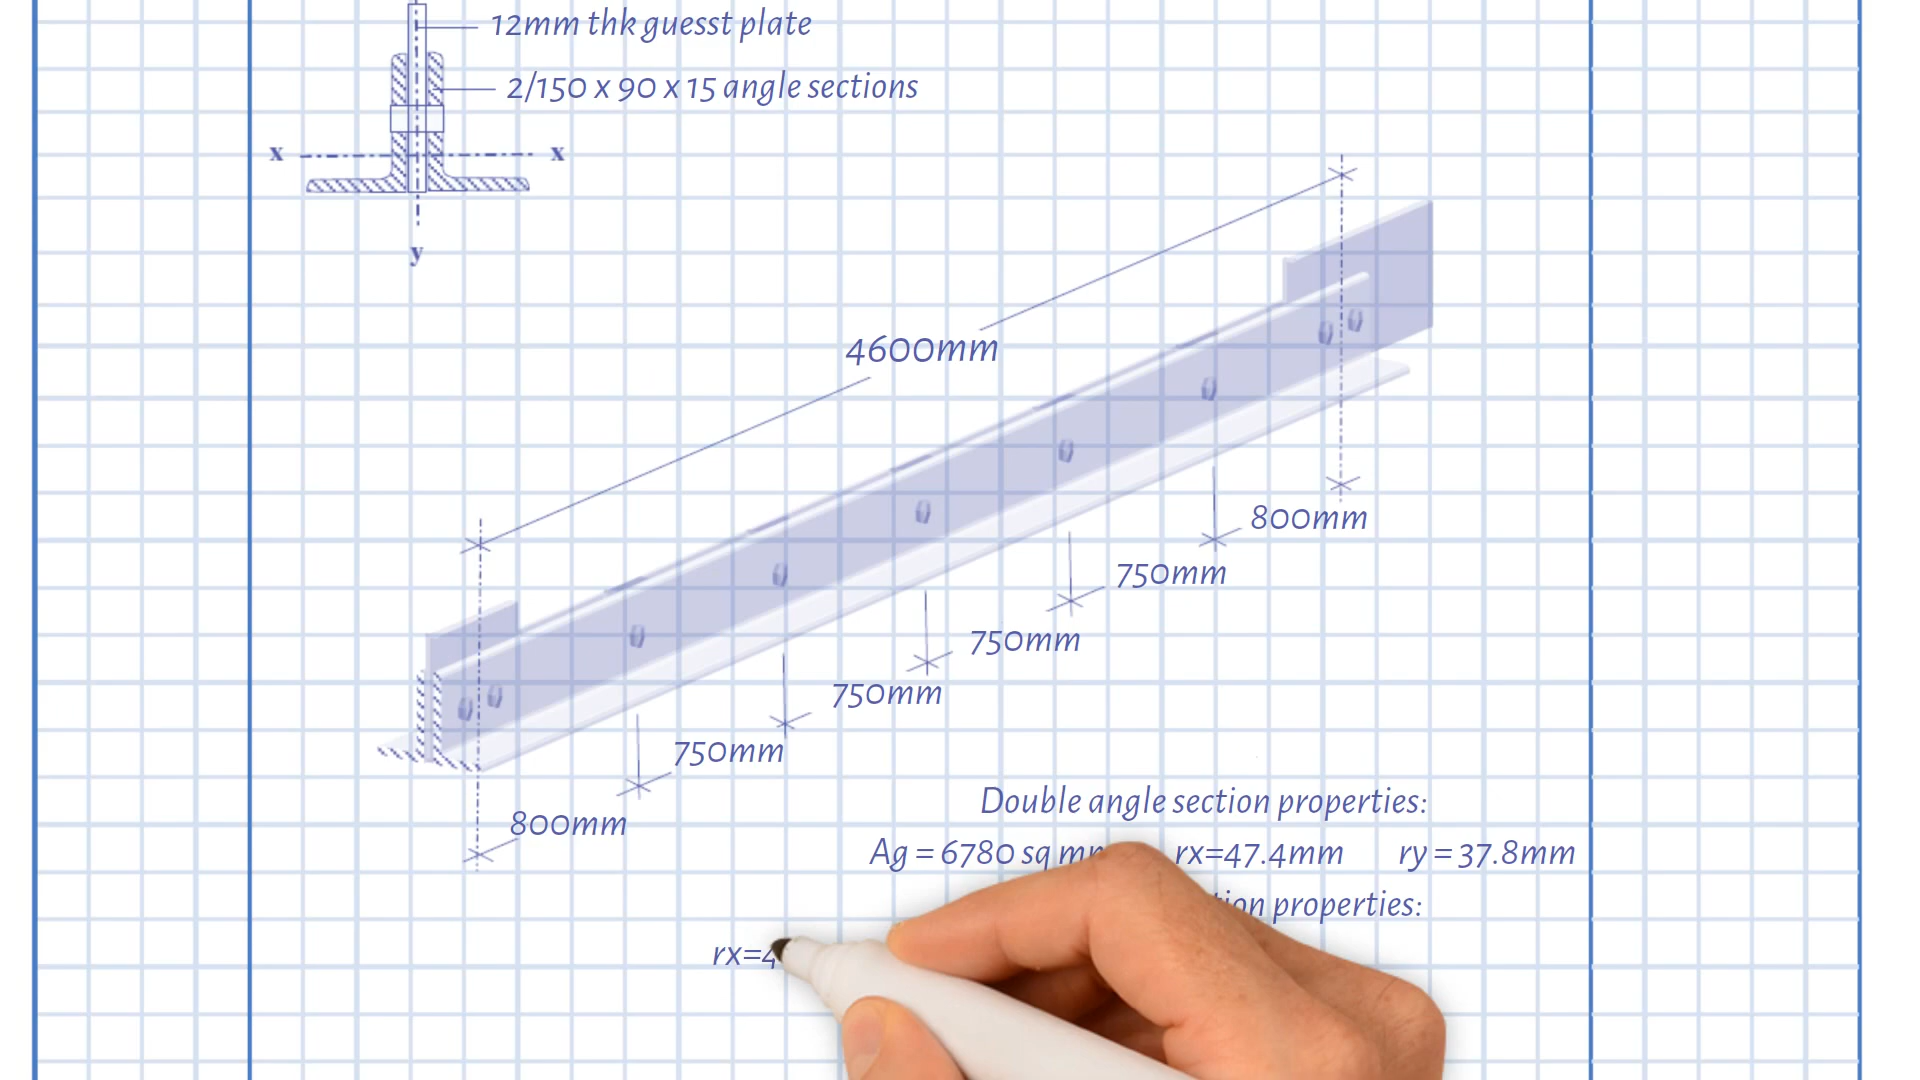 12mm thk guesst plate
2/150 x 90 x 15 angle sections
x x
y
4600mm
800mm
750mm
750mm
750mm
750mm
800mm
Double angle section properties:
Ag = 6780 sq rx=47.4mm ry = 37.8mm
properties:
rx=4